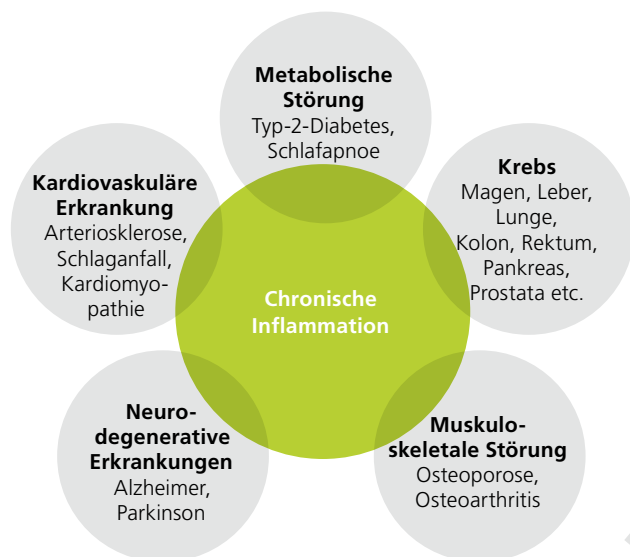 Metabolische
Störung
Typ-2-Diabetes,
Schlafapnoe
Kardiovaskuläre
Erkrankung
Arteriosklerose,
Schlaganfall,
Kardiomyo-
pathie
Krebs
Magen, Leber,
Lunge,
Kolon, Rektum,
Pankreas,
Prostata etc.
Chronische
Inflammation
Neuro-
degenerative
Erkrankungen
Alzheimer,
Parkinson
Muskulo-
skeletale Störung
Osteoporose,
Osteoarthritis